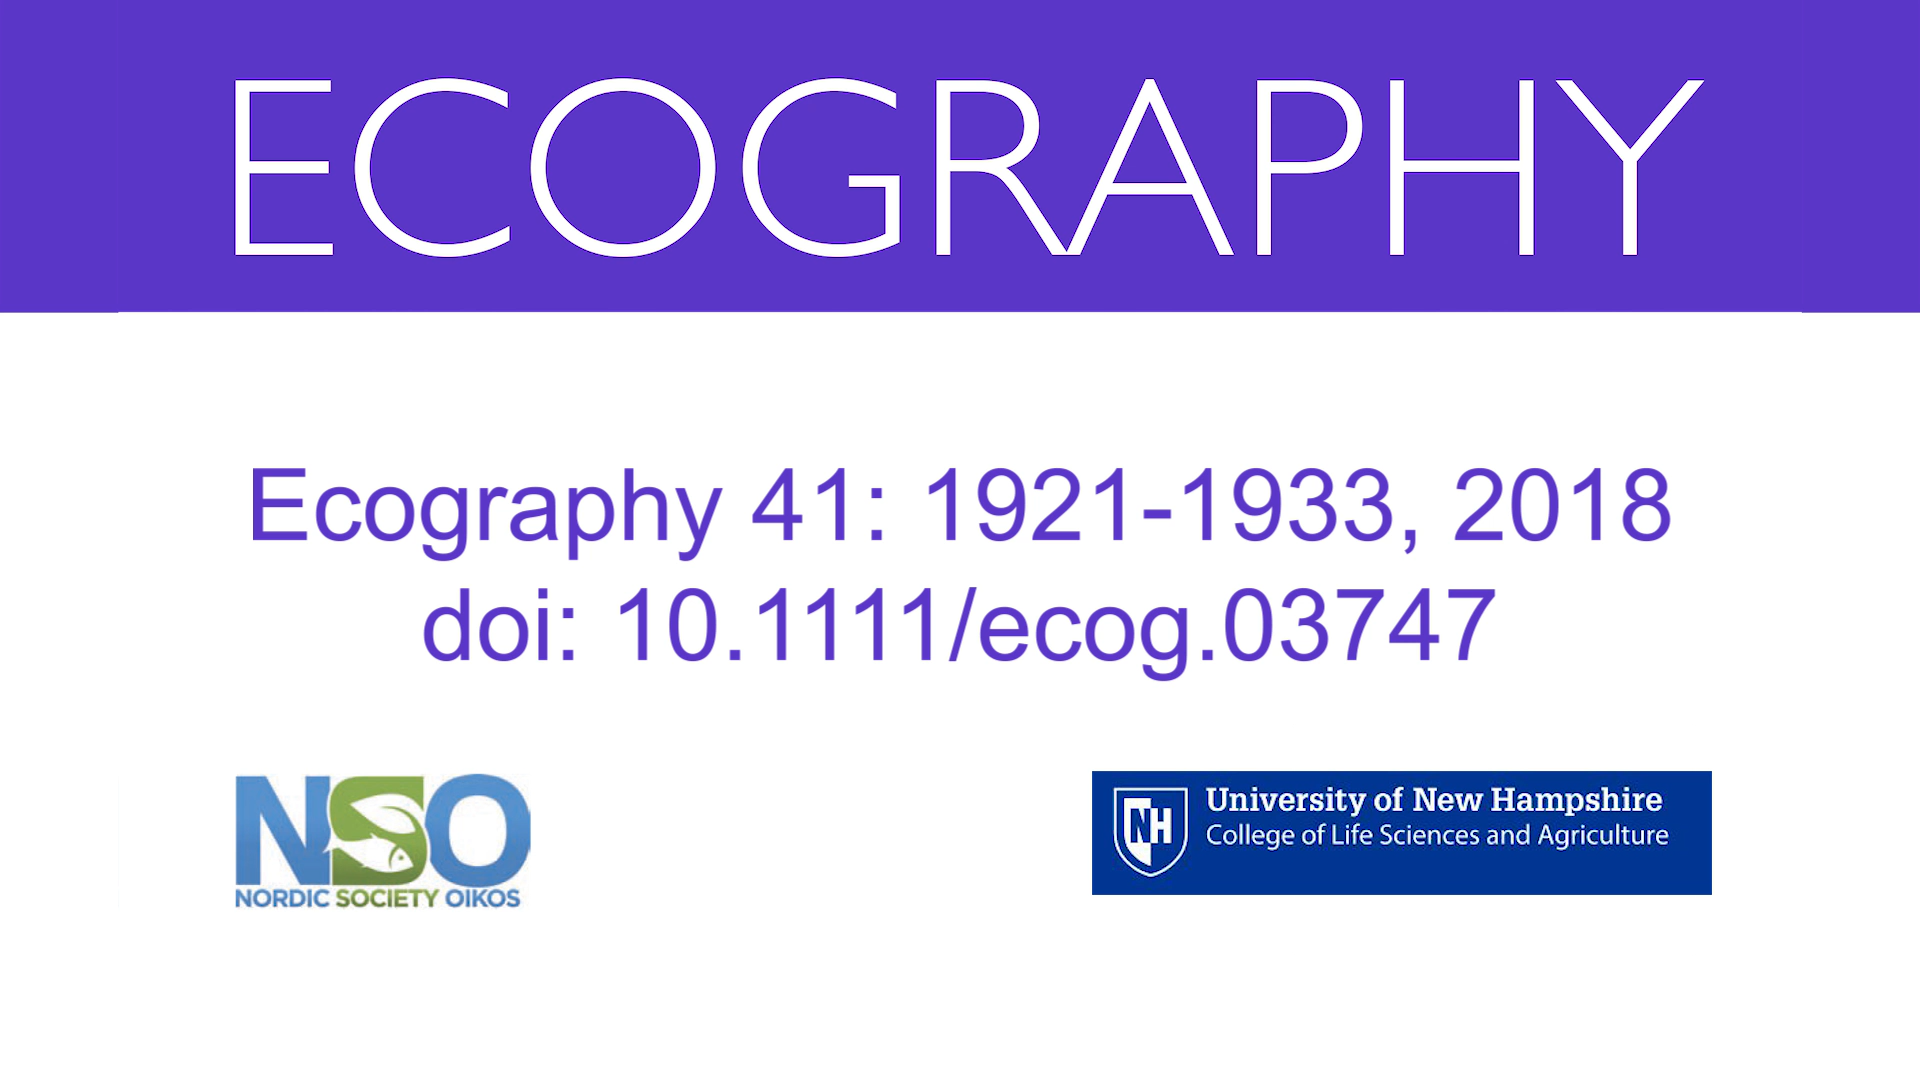 ECOGRAPHY
Ecography 41: 1921-1933, 2018
doi: 10.1111/ecog.03747
NSO
NORDIC SOCIETY OIKOS
NH
University of New Hampshire
College of Life Sciences and Agriculture